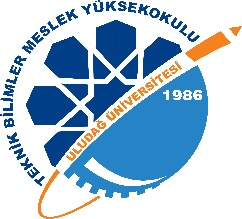 TEKNİK BİLİMLER MESLEK YÜKSEKOKULU
ULUDAĞ ÜNİVERSİTESİ
1986